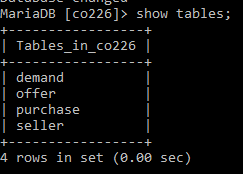 Database changed
MariaDB [co226]> show tables;
+-----------------+
| Tables_in_co226 |
+-----------------+
| demand          |
| offer           |
| purchase        |
| seller          |
+-----------------+
4 rows in set (0.00 sec)